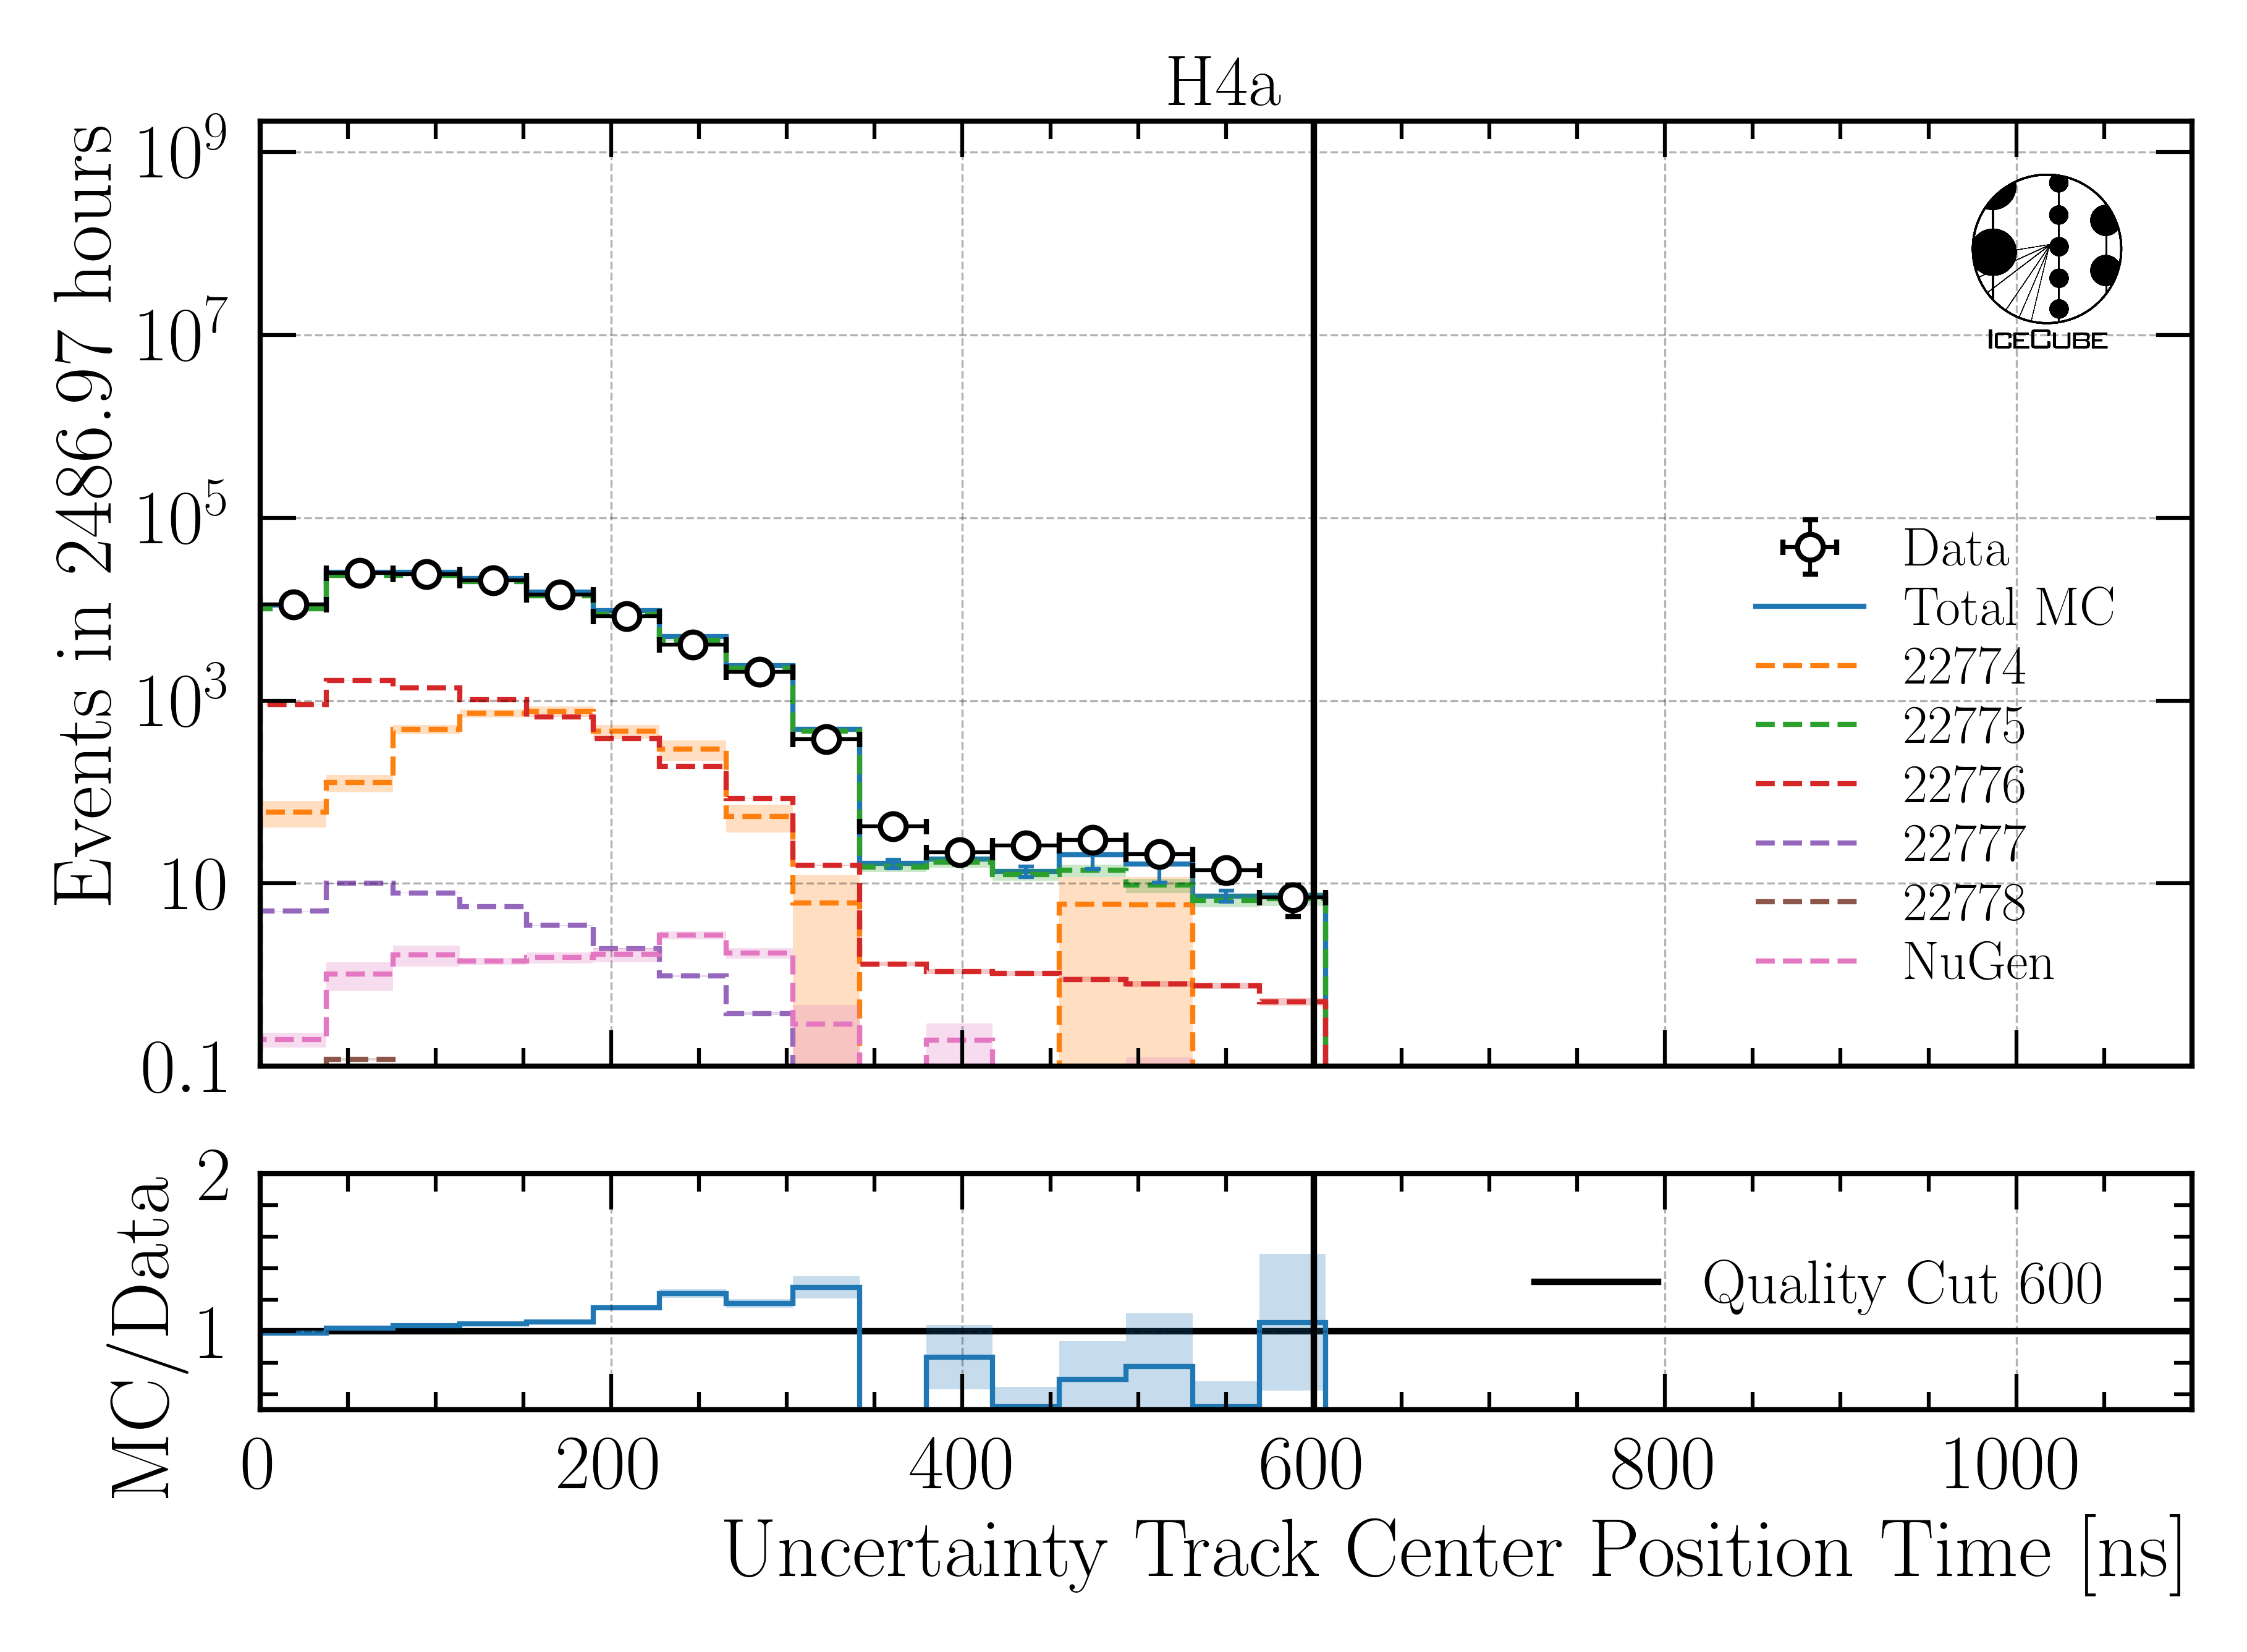 H4a
Events in 2486.97 hours
10^9
10^7
10^5
10^3
10
0.1
ICECUBE
Data
Total MC
22774
22775
22776
22777
22778
NuGen
MC/Data
2
1
Quality Cut 600
0 200 400 600 800 1000
Uncertainty Track Center Position Time [ns]